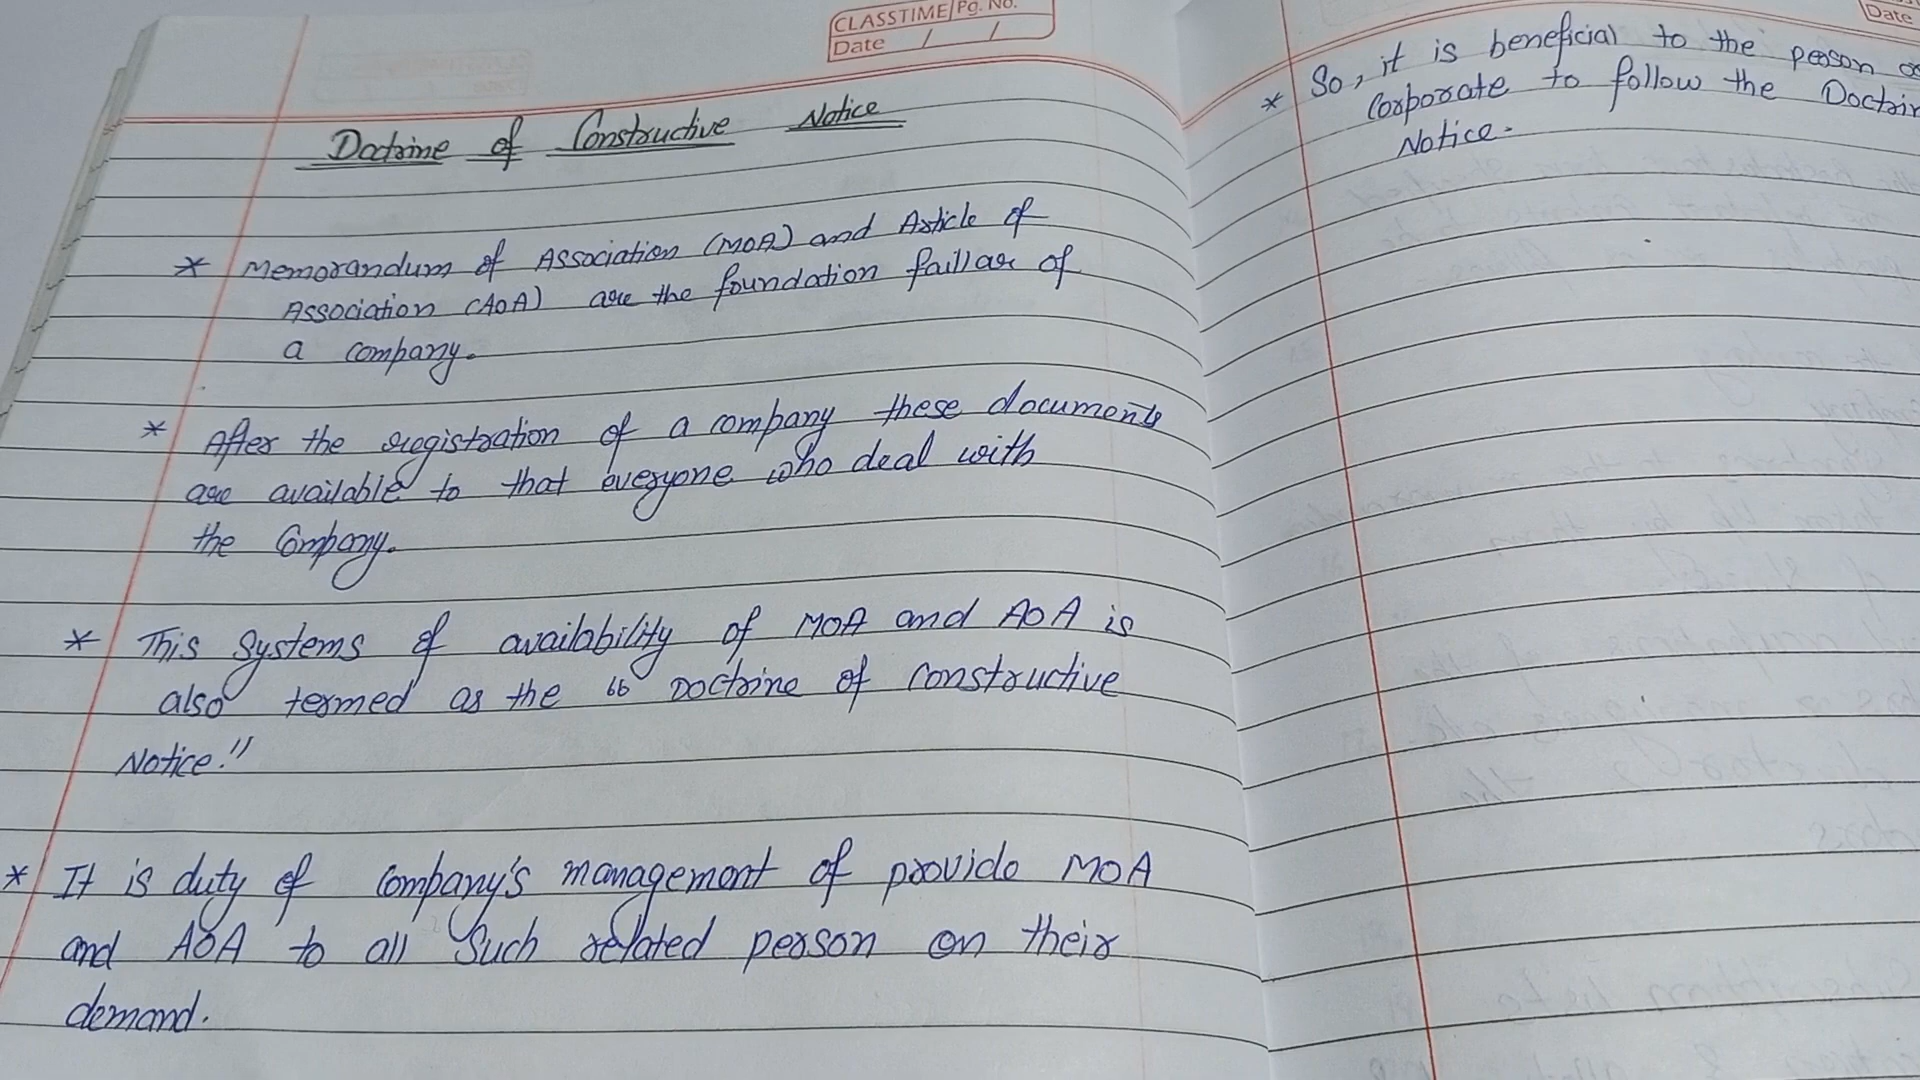 CLASSTIME Pg. No.
Date / /
Doctrine of Constructive Notice
* Memorandum of Association (MOA) and Article of
Association (AOA) are the foundation faillar of
a company.
* After the registration of a company these documents
are available to that everyone who deal with
the Company.
* This Systems of availability of MOA and AOA is
also termed as the "Doctrine of constructive
Notice!"
* It is duty of Company's management of provide MOA
and AOA to all Such related person on their
demand.
Date
* So, it is beneficial to the person
Corporate to follow the
Notice.